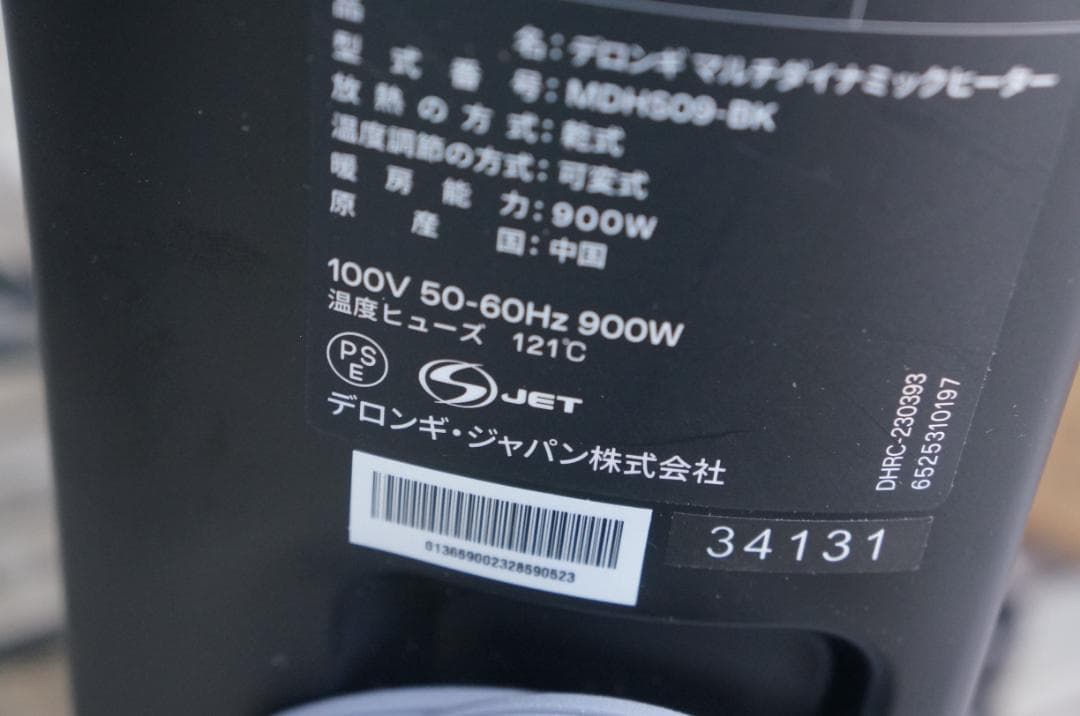 品名：デロンギ マルチダイナミックヒーター
型式番号：MDHS09-BK
放熱の方式：乾式
温度調節の方式：可変式
暖房能力：900W
原産国：中国
100V 50-60Hz 900W
温度ヒューズ 121℃
PSE
S JET
デロンギ・ジャパン株式会社
DHRC-230393
6525310197
013659002328590523
34131